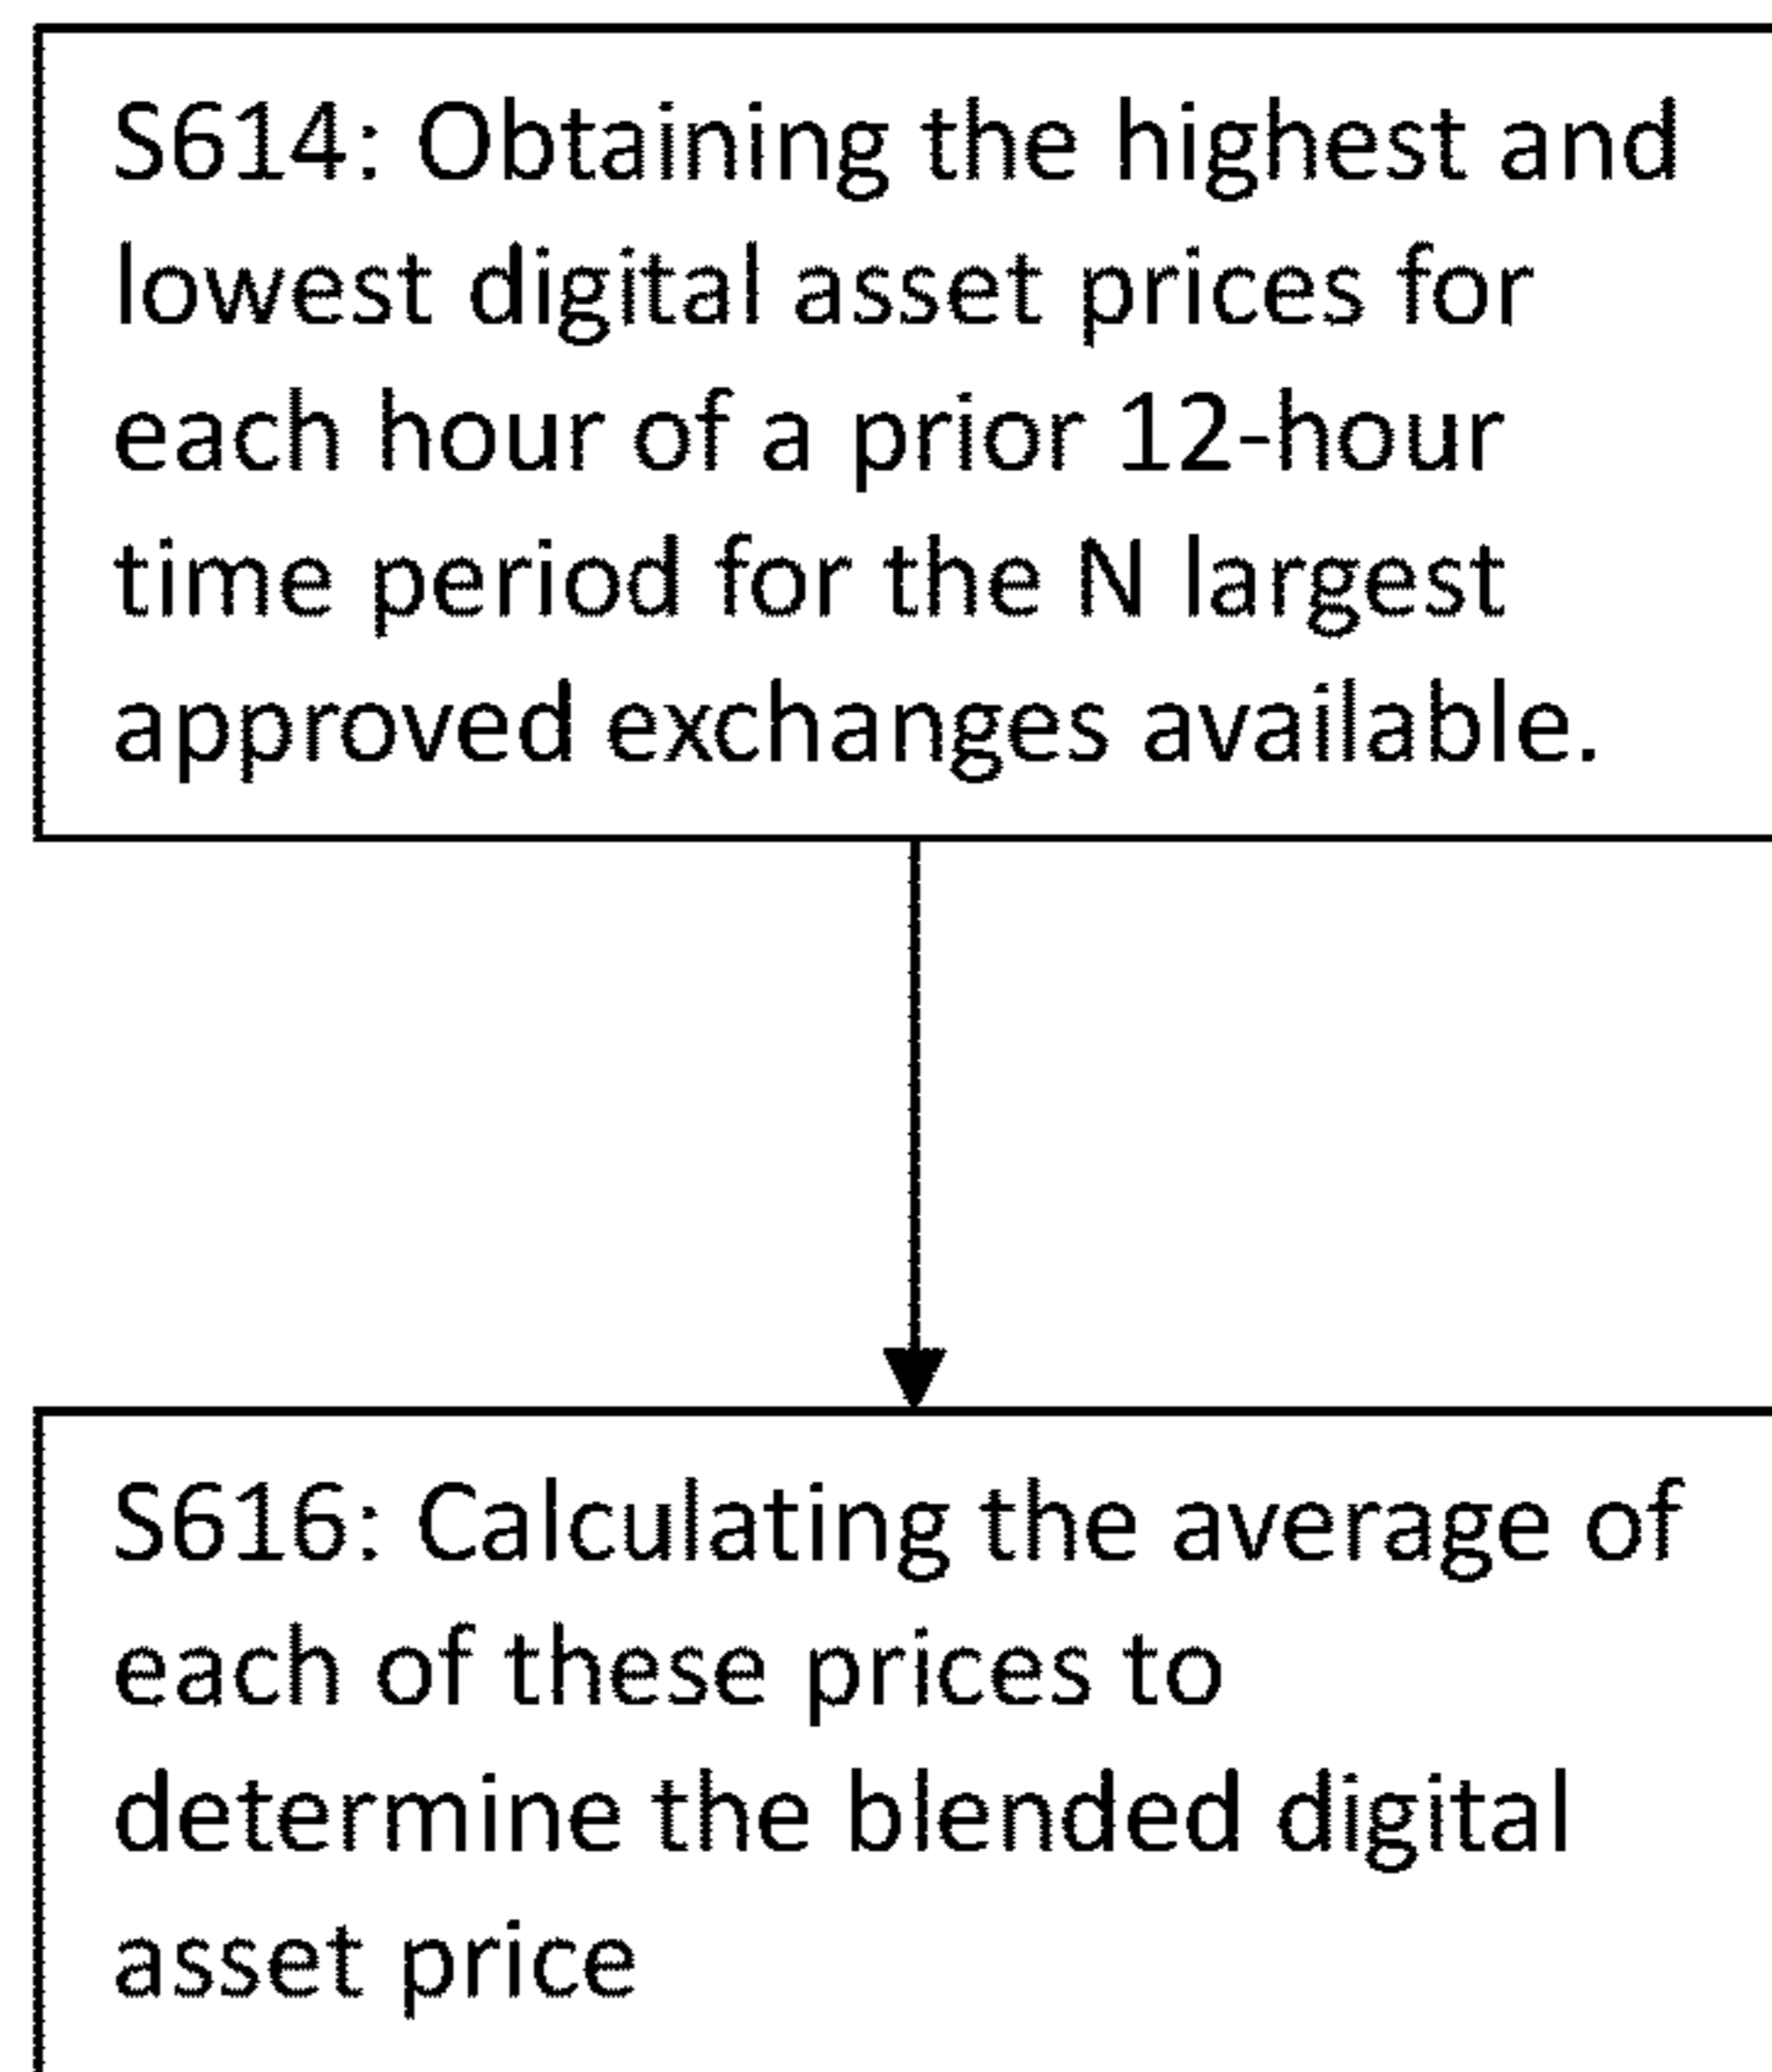 S614: Obtaining the highest and
lowest digital asset prices for
each hour of a prior 12-hour
time period for the N largest
approved exchanges available.
S616: Calculating the average of
each of these prices to
determine the blended digital
asset price